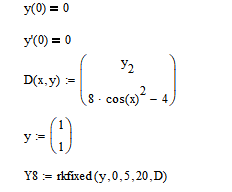 y(0) = 0
y'(0) = 0
D(x,y) := ( y₂
8 · cos(x)² − 4 )
y := ( 1
1 )
Y8 := rkfixed(y,0,5,20,D)